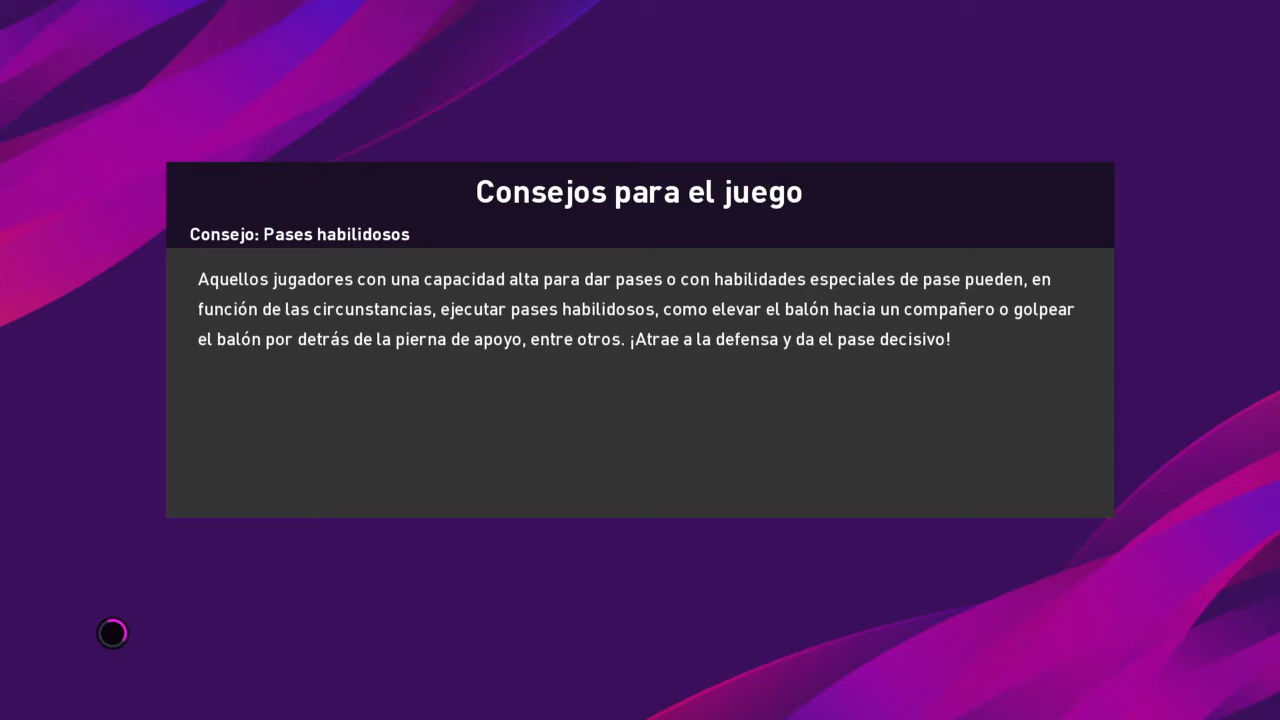 Consejos para el juego
Consejo: Pases habilidosos
Aquellos jugadores con una capacidad alta para dar pases o con habilidades especiales de pase pueden, en
función de las circunstancias, ejecutar pases habilidosos, como elevar el balón hacia un compañero o golpear
el balón por detrás de la pierna de apoyo, entre otros. ¡Atrae a la defensa y da el pase decisivo!